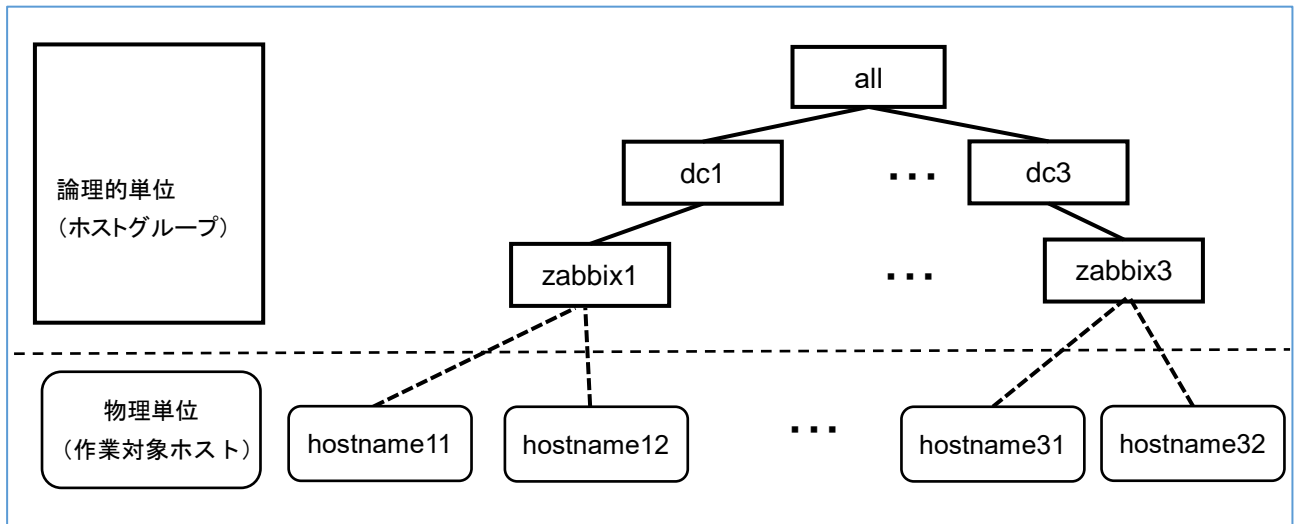 all
dc1
...
dc3
論理的単位
（ホストグループ）
zabbix1
...
zabbix3
物理単位
（作業対象ホスト）
hostname11
hostname12
...
hostname31
hostname32